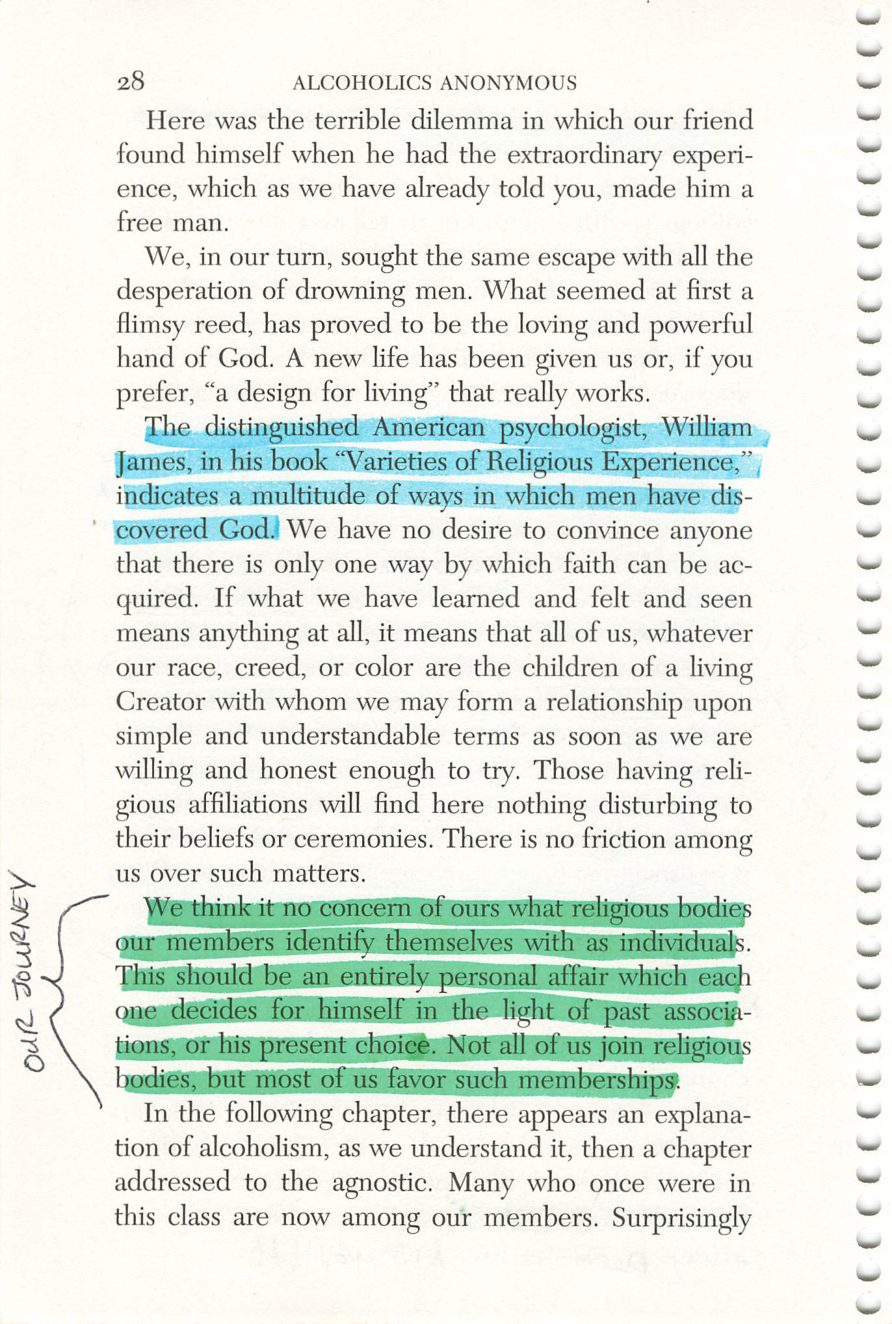 28 ALCOHOLICS ANONYMOUS
Here was the terrible dilemma in which our friend
found himself when he had the extraordinary experi-
ence, which as we have already told you, made him a
free man.
We, in our turn, sought the same escape with all the
desperation of drowning men. What seemed at first a
flimsy reed, has proved to be the loving and powerful
hand of God. A new life has been given us or, if you
prefer, “a design for living” that really works.
The distinguished American psychologist, William
James, in his book “Varieties of Religious Experience,”
indicates a multitude of ways in which men have dis-
covered God. We have no desire to convince anyone
that there is only one way by which faith can be ac-
quired. If what we have learned and felt and seen
means anything at all, it means that all of us, whatever
our race, creed, or color are the children of a living
Creator with whom we may form a relationship upon
simple and understandable terms as soon as we are
willing and honest enough to try. Those having reli-
gious affiliations will find here nothing disturbing to
their beliefs or ceremonies. There is no friction among
us over such matters.
OUR JOURNEY
We think it no concern of ours what religious bodies
our members identify themselves with as individuals.
This should be an entirely personal affair which each
one decides for himself in the light of past associa-
tions, or his present choice. Not all of us join religious
bodies, but most of us favor such memberships.
In the following chapter, there appears an explana-
tion of alcoholism, as we understand it, then a chapter
addressed to the agnostic. Many who once were in
this class are now among our members. Surprisingly